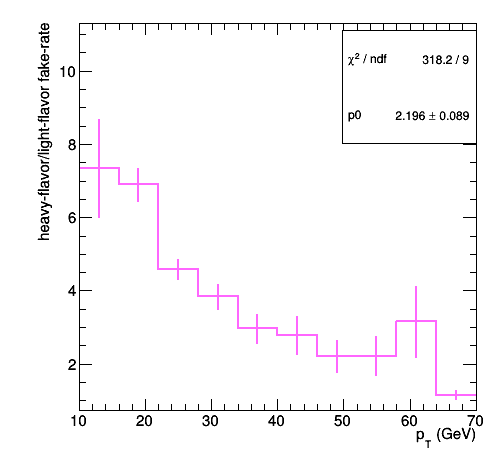 heavy-flavor/light-flavor fake-rate
χ² / ndf 318.2 / 9
p0 2.196 ± 0.089
10
8
6
4
2
10 20 30 40 50 60 70
p_T (GeV)